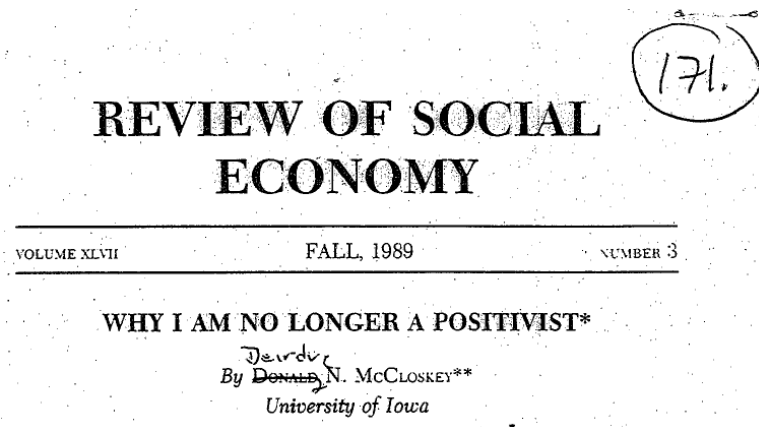 171.
REVIEW OF SOCIAL
ECONOMY
VOLUME XLVII FALL, 1989 NUMBER 3
WHY I AM NO LONGER A POSITIVIST*
Deirdre
By DONALD N. McCLOSKEY**
University of Iowa